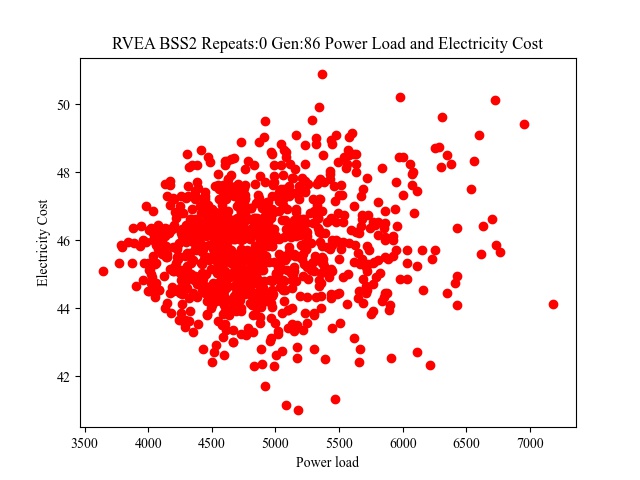 RVEA BSS2 Repeats:0 Gen:86 Power Load and Electricity Cost
50
48
46
44
42
Electricity Cost
3500 4000 4500 5000 5500 6000 6500 7000
Power load